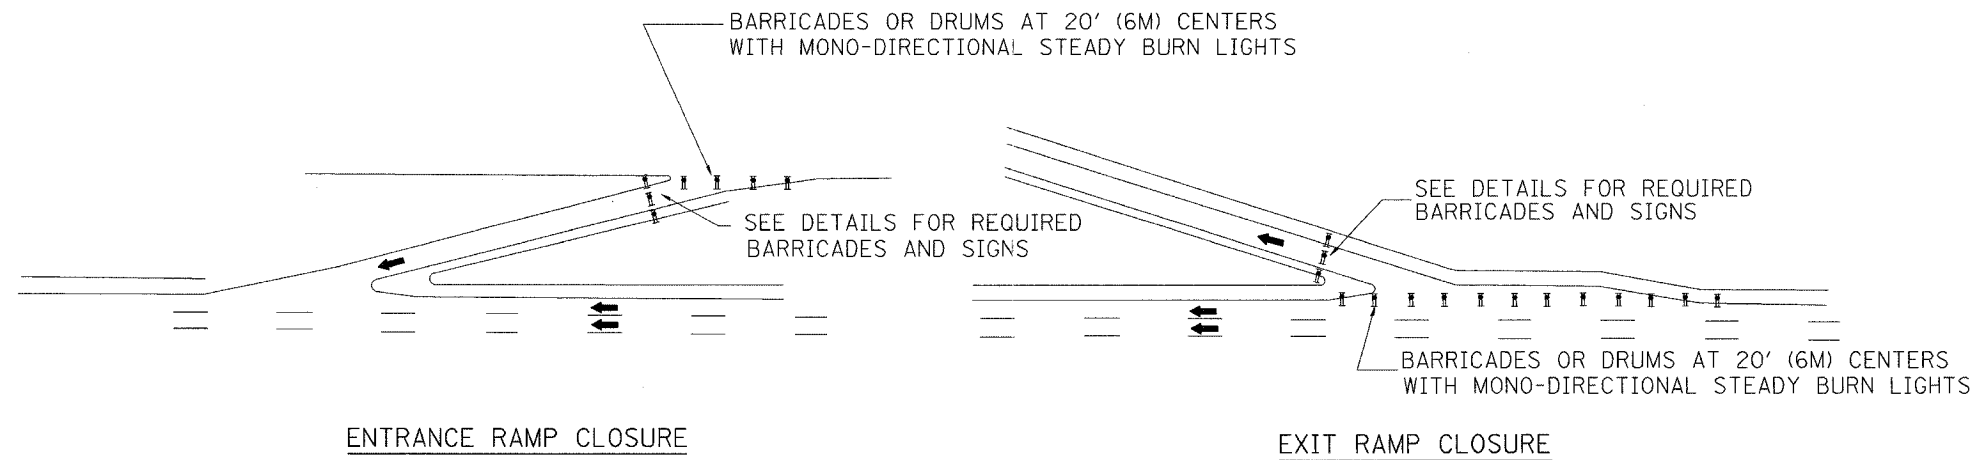 BARRICADES OR DRUMS AT 20' (6M) CENTERS
WITH MONO-DIRECTIONAL STEADY BURN LIGHTS
SEE DETAILS FOR REQUIRED
BARRICADES AND SIGNS
ENTRANCE RAMP CLOSURE
SEE DETAILS FOR REQUIRED
BARRICADES AND SIGNS
BARRICADES OR DRUMS AT 20' (6M) CENTERS
WITH MONO-DIRECTIONAL STEADY BURN LIGHTS
EXIT RAMP CLOSURE